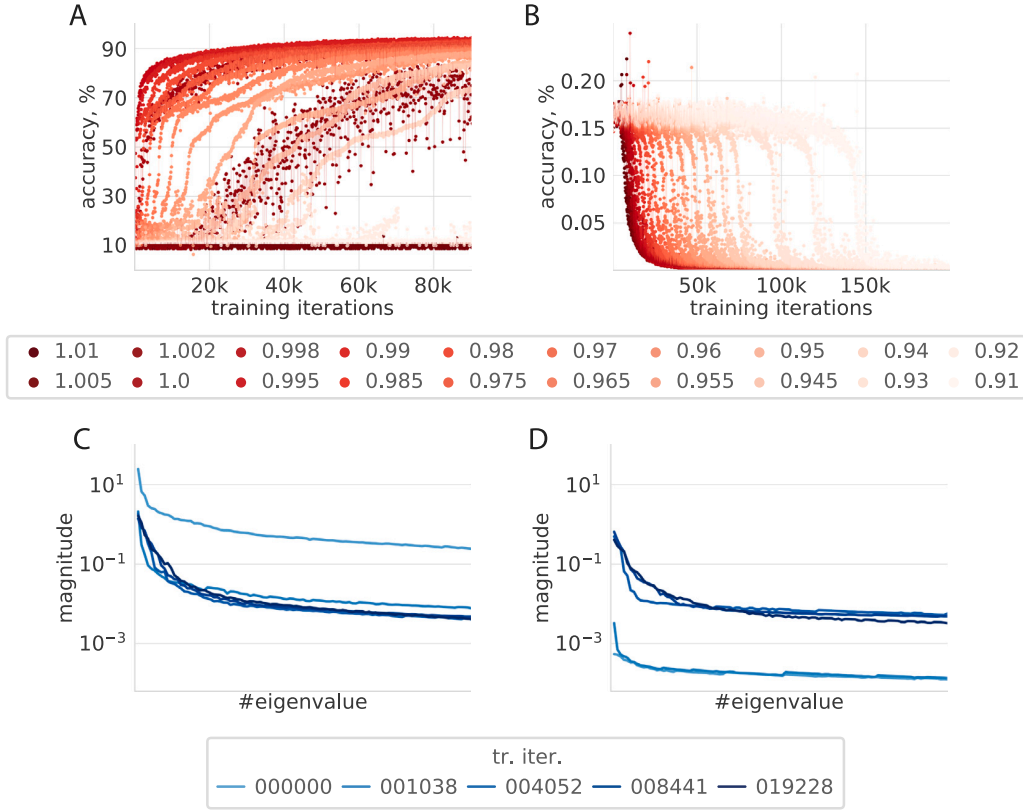 A
B
accuracy, %
90
70
50
30
10
20k 40k 60k 80k
training iterations
accuracy, %
0.20
0.15
0.10
0.05
50k 100k 150k
training iterations
1.01 1.002 0.998 0.99 0.98 0.97 0.96 0.95 0.94 0.92
1.005 1.0 0.995 0.985 0.975 0.965 0.955 0.945 0.93 0.91
C
D
magnitude
10^1
10^-1
10^-3
#eigenvalue
magnitude
10^1
10^-1
10^-3
#eigenvalue
tr. iter.
000000 001038 004052 008441 019228